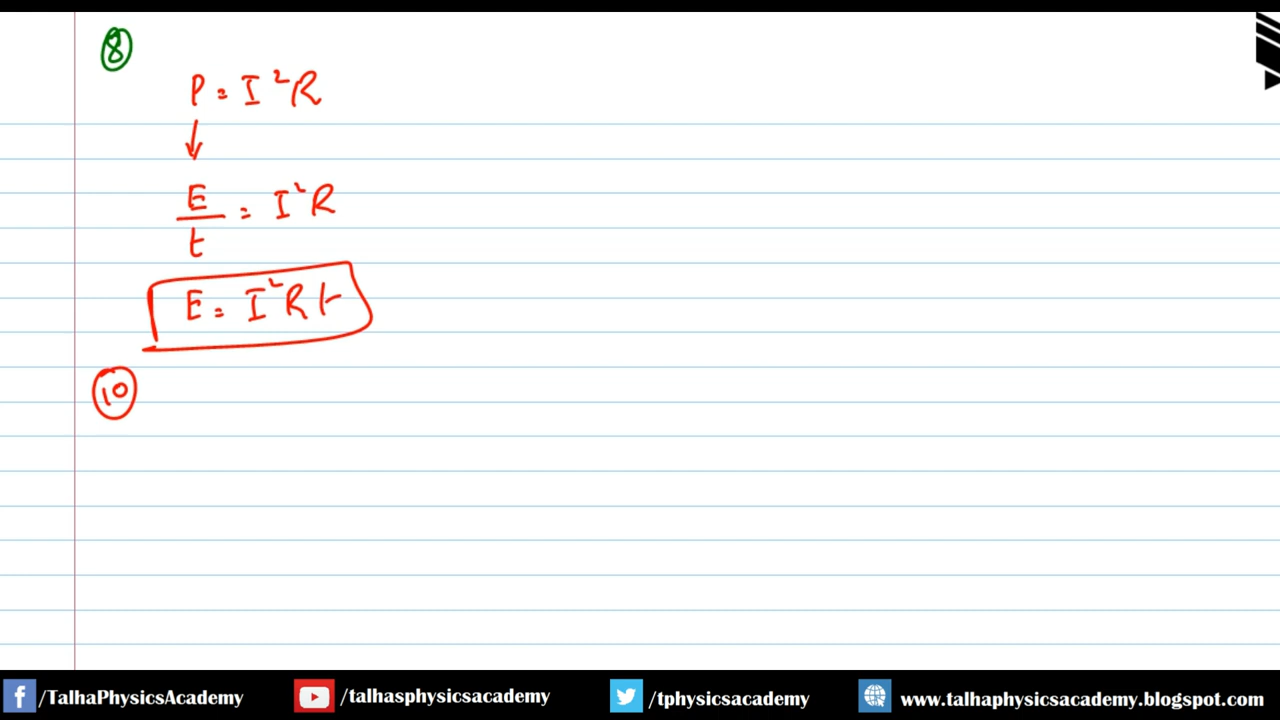 8
P = I²R
↓
E/t = I²R
E = I²Rt
10
/TalhaPhysicsAcademy /talhasphysicsacademy /tphysicsacademy www.talhaphysicsacademy.blogspot.com